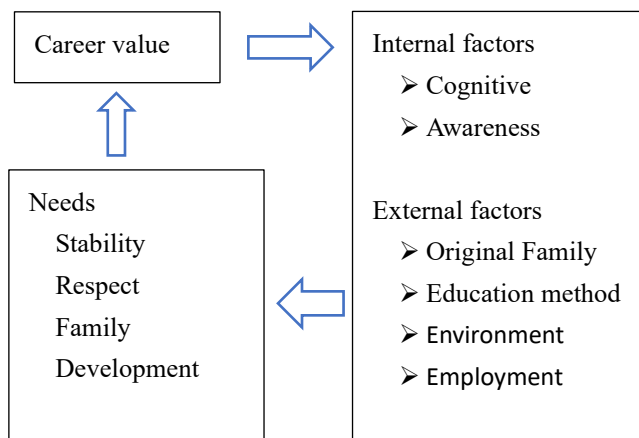 Career value
Internal factors
➢ Cognitive
➢ Awareness
External factors
➢ Original Family
➢ Education method
➢ Environment
➢ Employment
Needs
Stability
Respect
Family
Development